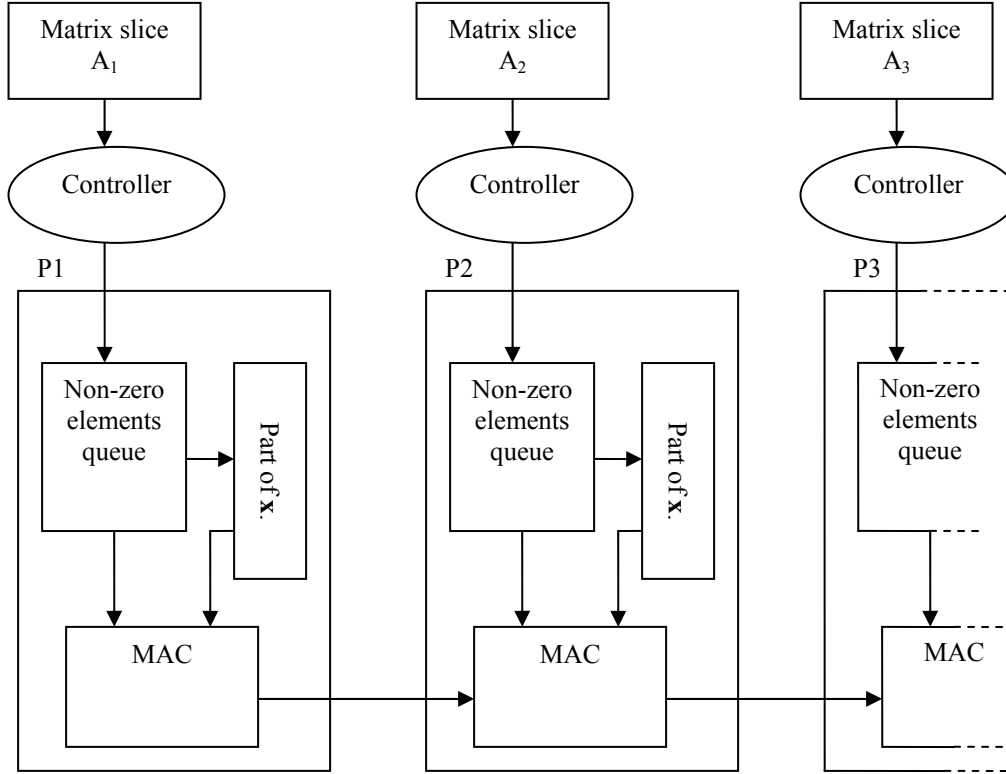 Matrix slice
A₁
Matrix slice
A₂
Matrix slice
A₃
Controller
Controller
Controller
P1
P2
P3
Non-zero
elements
queue
Part of x.
Non-zero
elements
queue
Part of x.
Non-zero
elements
queue
MAC
MAC
MAC